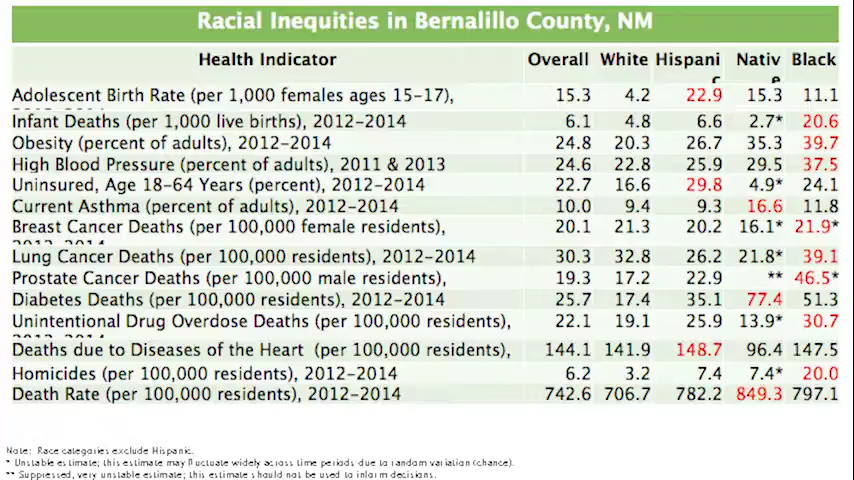 Racial Inequities in Bernalillo County, NM
Health Indicator Overall White Hispanic Native Black
Adolescent Birth Rate (per 1,000 females ages 15-17), 15.3 4.2 22.9 15.3 11.1
Infant Deaths (per 1,000 live births), 2012-2014 6.1 4.8 6.6 2.7* 20.6
Obesity (percent of adults), 2012-2014 24.8 20.3 26.7 35.3 39.7
High Blood Pressure (percent of adults), 2011 & 2013 24.6 22.8 25.9 29.5 37.5
Uninsured, Age 18-64 Years (percent), 2012-2014 22.7 16.6 29.8 4.9* 24.1
Current Asthma (percent of adults), 2012-2014 10.0 9.4 9.3 16.6 11.8
Breast Cancer Deaths (per 100,000 female residents), 20.1 21.3 20.2 16.1* 21.9*
Lung Cancer Deaths (per 100,000 residents), 2012-2014 30.3 32.8 26.2 21.8* 39.1
Prostate Cancer Deaths (per 100,000 male residents), 19.3 17.2 22.9 ** 46.5*
Diabetes Deaths (per 100,000 residents), 2012-2014 25.7 17.4 35.1 77.4 51.3
Unintentional Drug Overdose Deaths (per 100,000 residents), 22.1 19.1 25.9 13.9* 30.7
Deaths due to Diseases of the Heart (per 100,000 residents), 144.1 141.9 148.7 96.4 147.5
Homicides (per 100,000 residents), 2012-2014 6.2 3.2 7.4 7.4* 20.0
Death Rate (per 100,000 residents), 2012-2014 742.6 706.7 782.2 849.3 797.1
Note: Race categories exclude Hispanic.
* Unstable estimate; this estimate may fluctuate widely across time periods due to random variation (chance).
** Suppressed, very unstable estimate; this estimate should not be used to inform decisions.